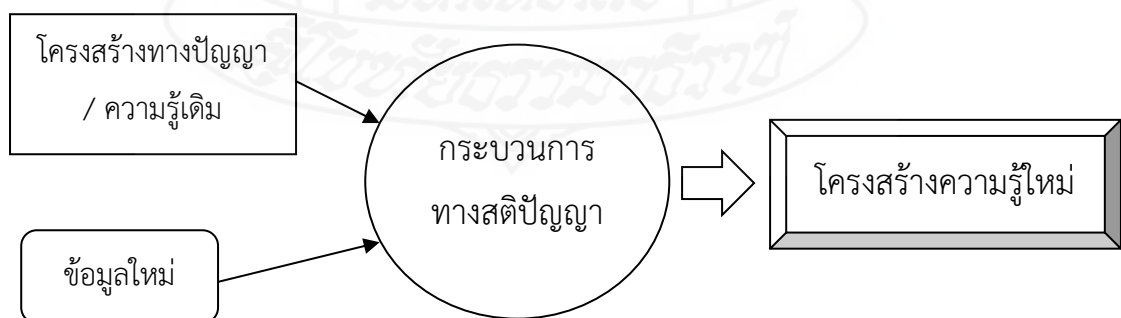 โครงสร้างทางปัญญา
/ ความรู้เดิม
กระบวนการ
ทางสติปัญญา
โครงสร้างความรู้ใหม่
ข้อมูลใหม่